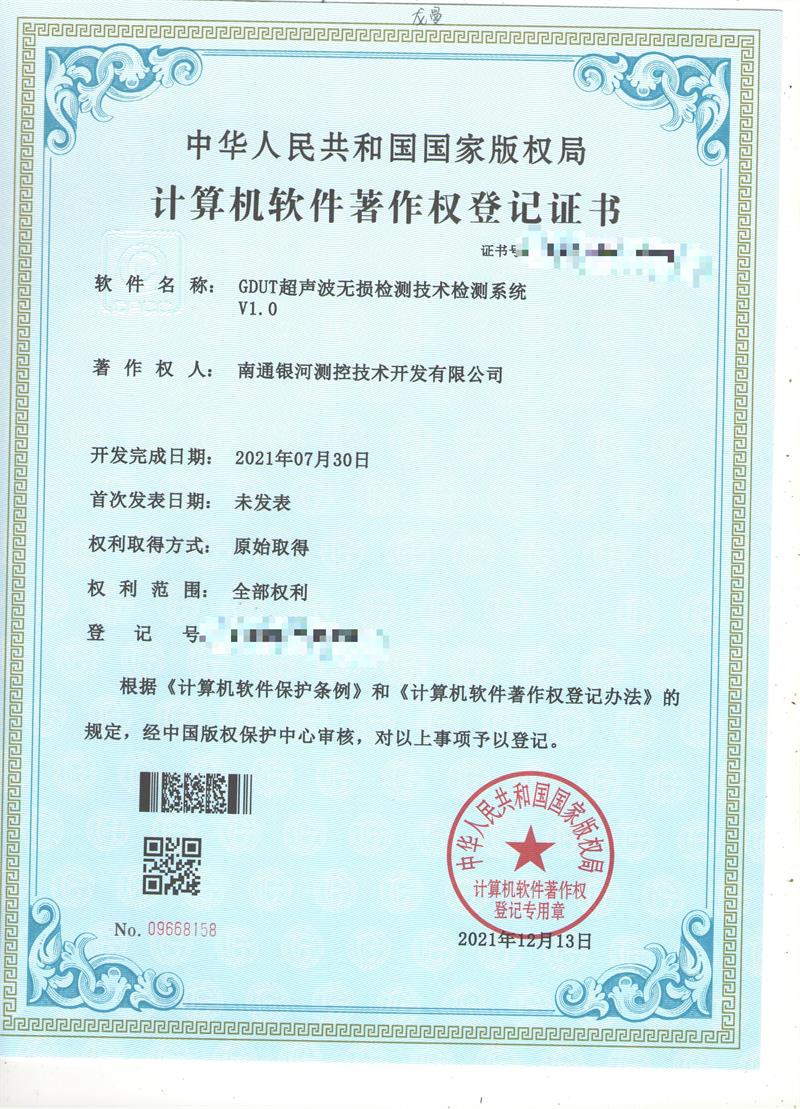 龙曼
中华人民共和国国家版权局
计算机软件著作权登记证书
证书号
软件名称： GDUT超声波无损检测技术检测系统
V1.0
著作权人： 南通银河测控技术开发有限公司
开发完成日期： 2021年07月30日
首次发表日期： 未发表
权利取得方式： 原始取得
权利范围： 全部权利
登记号
根据《计算机软件保护条例》和《计算机软件著作权登记办法》的
规定，经中国版权保护中心审核，对以上事项予以登记。
中华人民共和国国家版权局
计算机软件著作权
登记专用章
No. 09668158
2021年12月13日